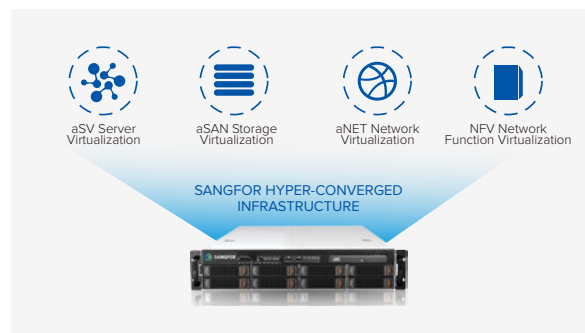 aSV Server
Virtualization
aSAN Storage
Virtualization
aNET Network
Virtualization
NFV Network
Function Virtualization
SANGFOR HYPER-CONVERGED
INFRASTRUCTURE
SANGFOR